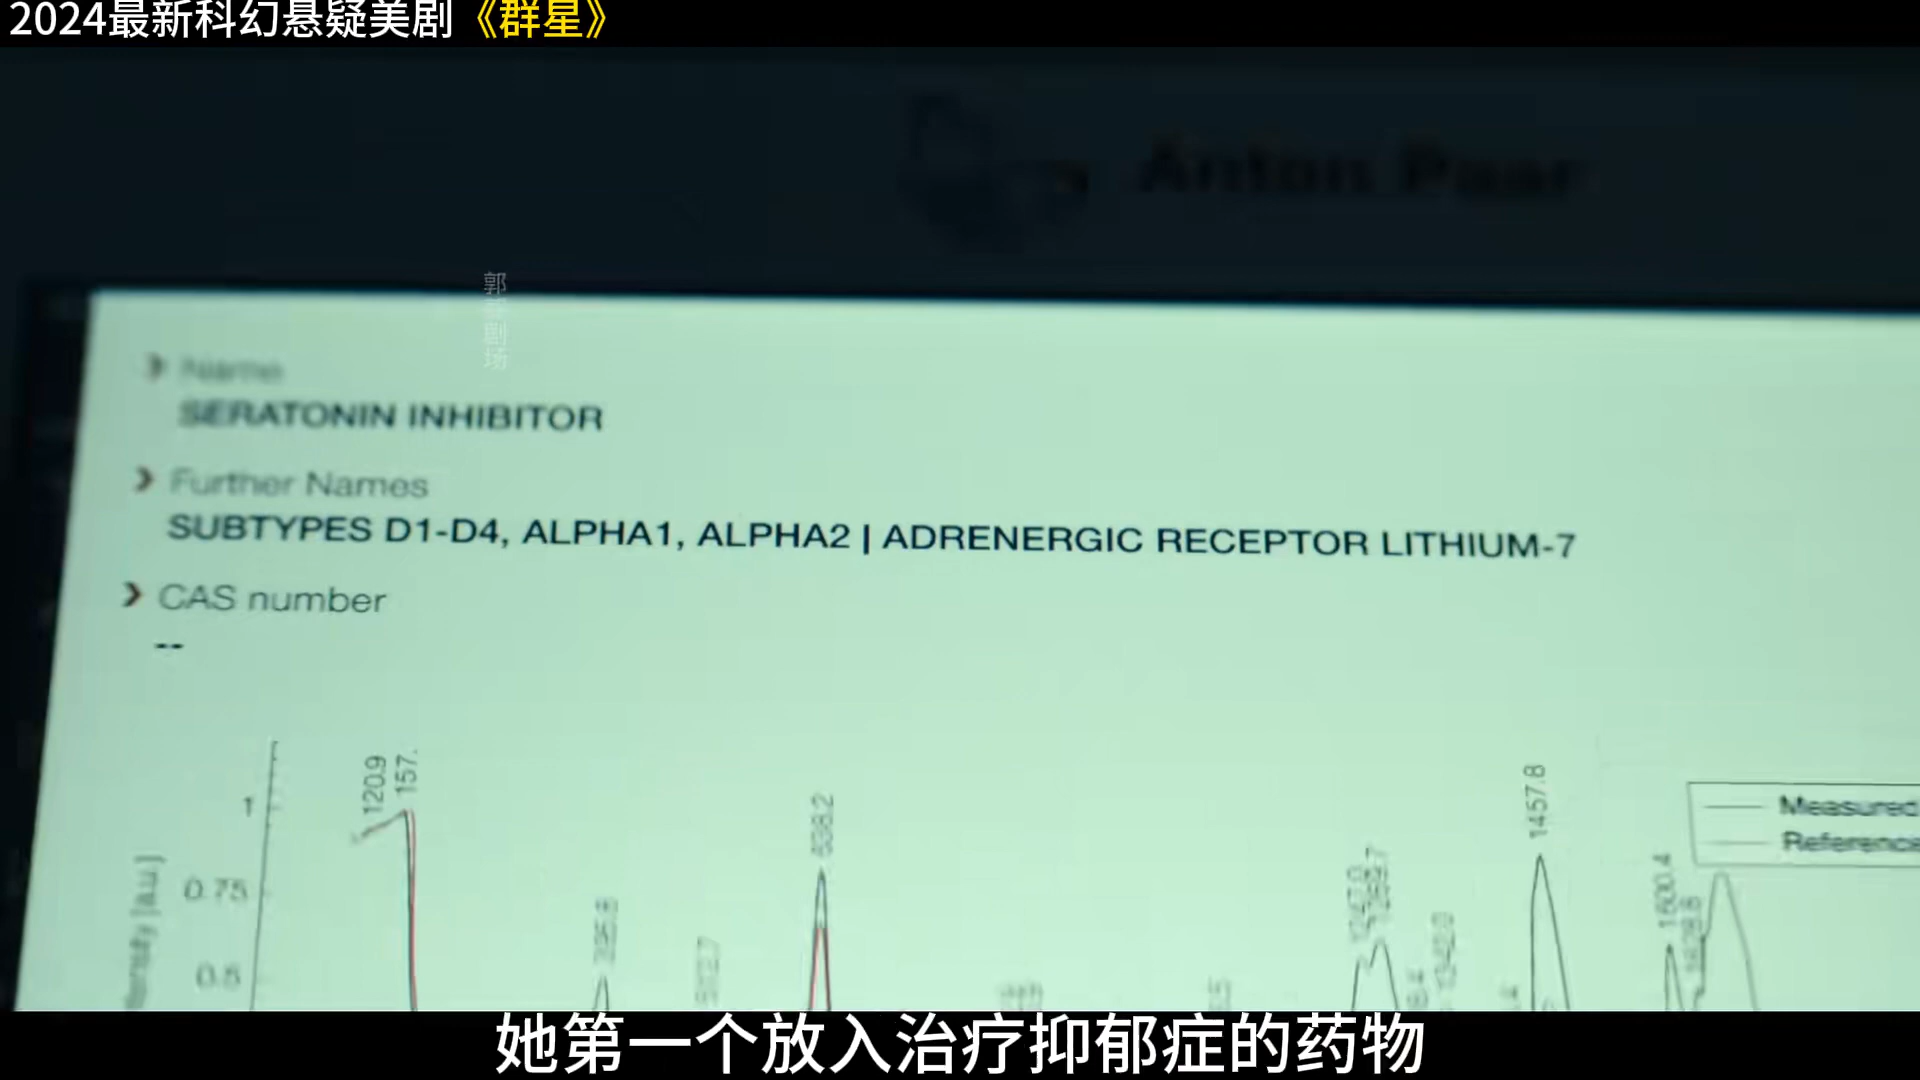 2024最新科幻悬疑美剧《群星》
Anton Paar
Name
SERATONIN INHIBITOR
Further Names
SUBTYPES D1-D4, ALPHA1, ALPHA2 | ADRENERGIC RECEPTOR LITHIUM-7
CAS number
--
120.9
157.
1457.8
1600.4
1
0.75
0.5
Measured
Reference
她第一个放入治疗抑郁症的药物